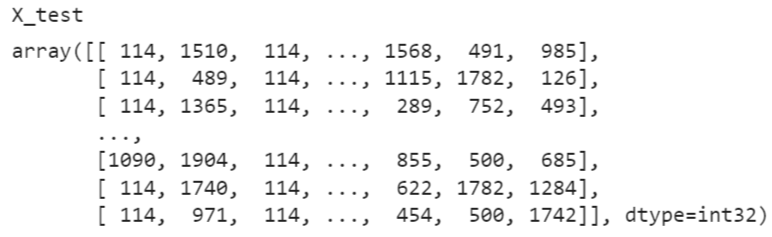 X_test
array([[ 114, 1510,  114, ..., 1568,  491,  985],
       [ 114,  489,  114, ..., 1115, 1782,  126],
       [ 114, 1365,  114, ...,  289,  752,  493],
       ...,
       [1090, 1904,  114, ...,  855,  500,  685],
       [ 114, 1740,  114, ...,  622, 1782, 1284],
       [ 114,  971,  114, ...,  454,  500, 1742]], dtype=int32)